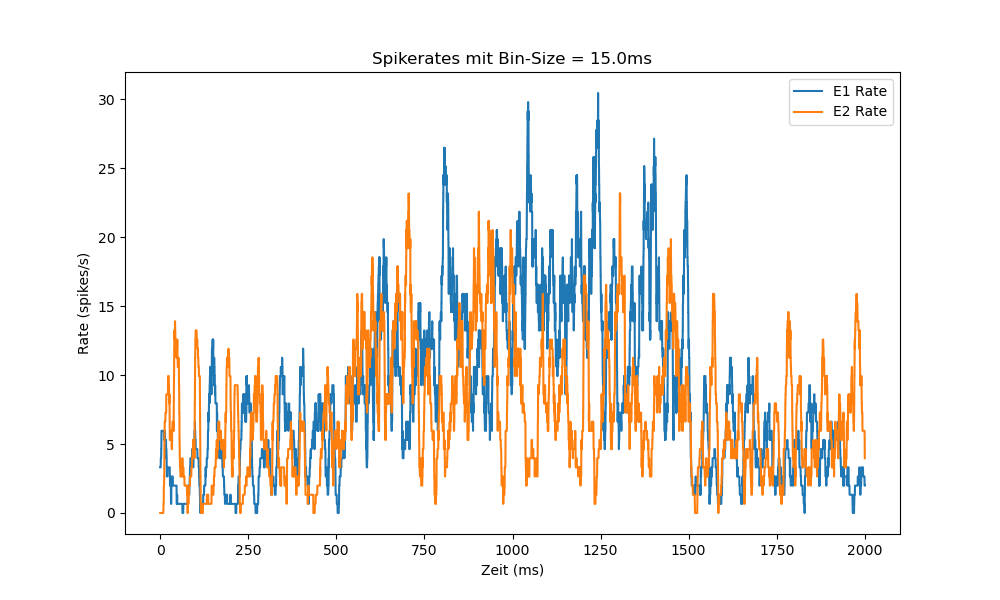 Spikerates mit Bin-Size = 15.0ms
E1 Rate
E2 Rate
Rate (spikes/s)
30
25
20
15
10
5
0
0 250 500 750 1000 1250 1500 1750 2000
Zeit (ms)